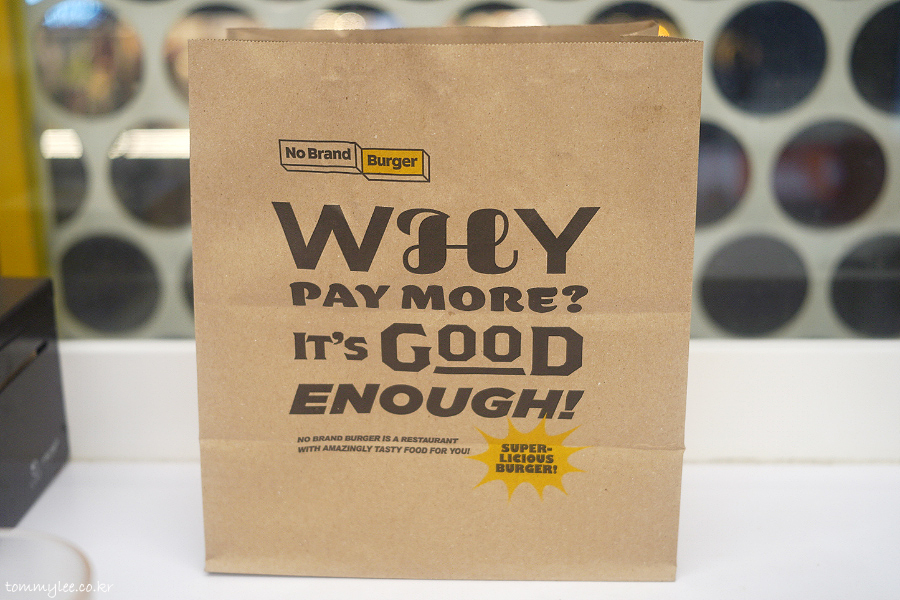 No Brand Burger
WHY
PAY MORE?
IT'S GOOD
ENOUGH!
NO BRAND BURGER IS A RESTAURANT
WITH AMAZINGLY TASTY FOOD FOR YOU!
SUPER-
LICIOUS
BURGER!
tommylee.co.kr